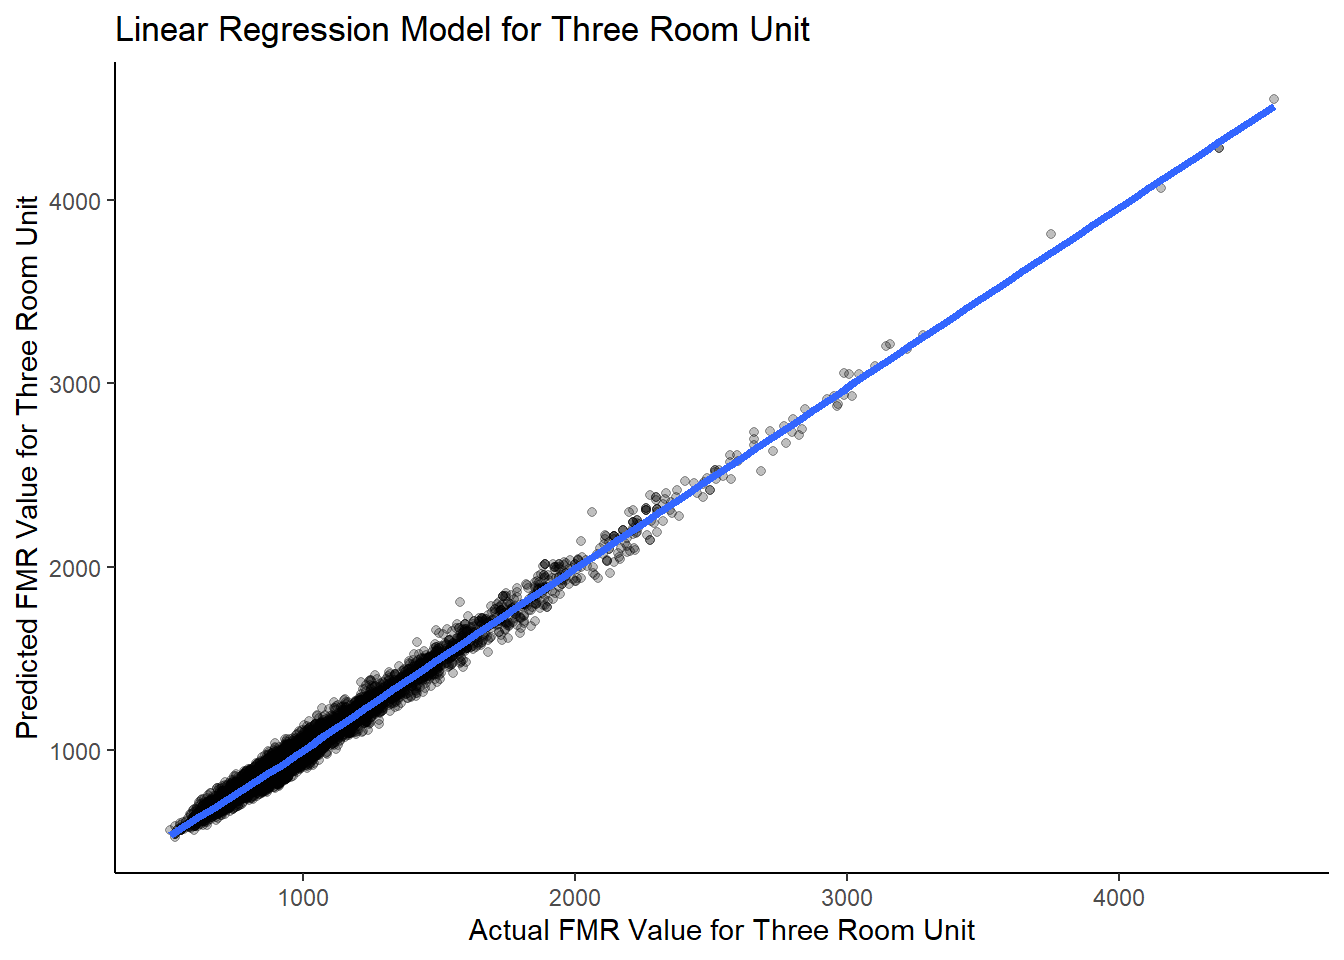 Linear Regression Model for Three Room Unit
Predicted FMR Value for Three Room Unit
4000
3000
2000
1000
1000 2000 3000 4000
Actual FMR Value for Three Room Unit